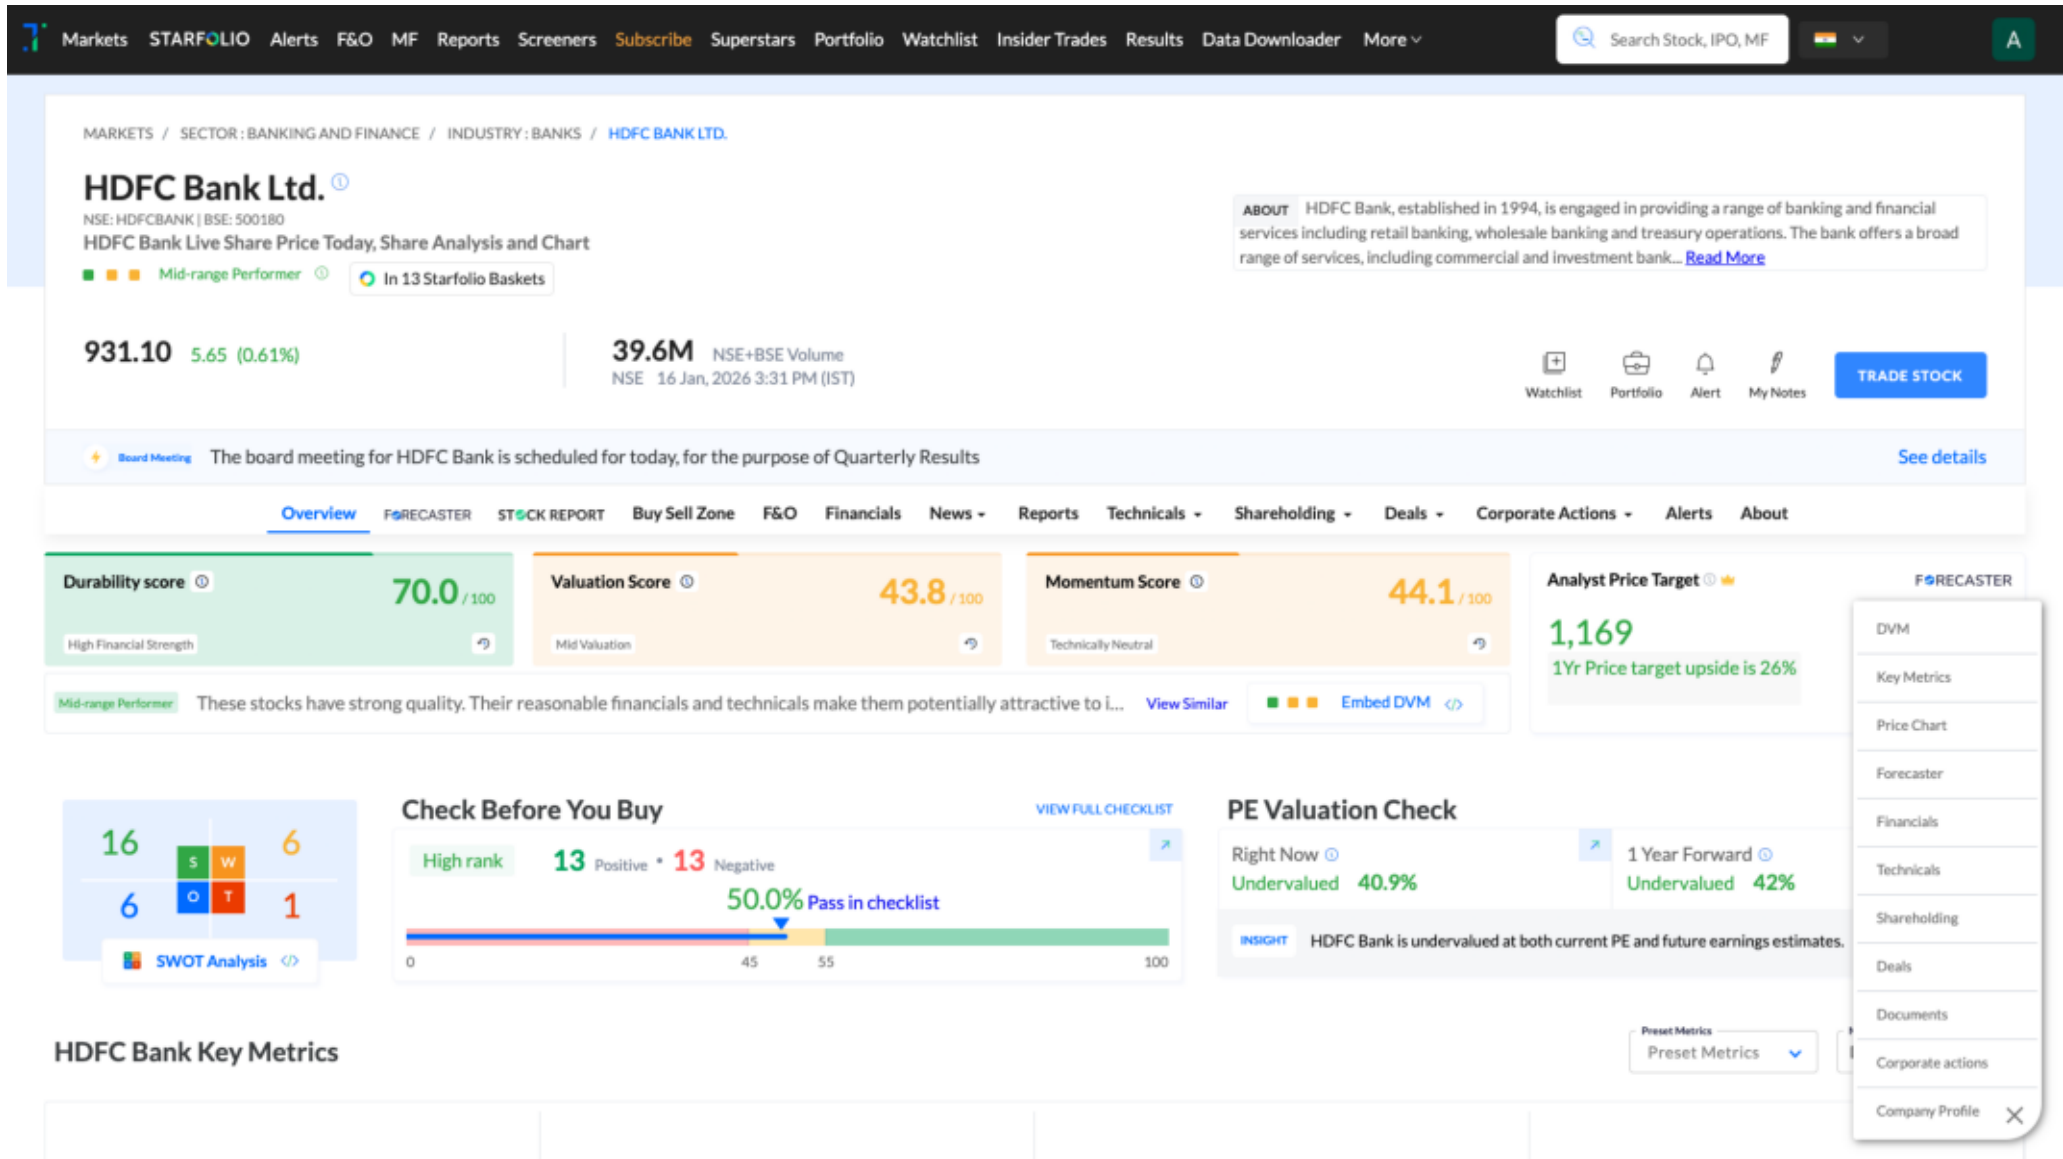 Markets STARFOLIO Alerts F&O MF Reports Screeners Subscribe Superstars Portfolio Watchlist Insider Trades Results Data Downloader More Search Stock, IPO, MF A
MARKETS / SECTOR : BANKING AND FINANCE / INDUSTRY : BANKS / HDFC BANK LTD.
HDFC Bank Ltd.
NSE: HDFCBANK | BSE: 500180
HDFC Bank Live Share Price Today, Share Analysis and Chart
Mid-range Performer In 13 Starfolio Baskets
ABOUT HDFC Bank, established in 1994, is engaged in providing a range of banking and financial
services including retail banking, wholesale banking and treasury operations. The bank offers a broad
range of services, including commercial and investment bank... Read More
931.10 5.65 (0.61%)
39.6M NSE+BSE Volume
NSE 16 Jan, 2026 3:31 PM (IST)
Watchlist Portfolio Alert My Notes TRADE STOCK
Board Meeting The board meeting for HDFC Bank is scheduled for today, for the purpose of Quarterly Results See details
Overview FORECASTER STOCK REPORT Buy Sell Zone F&O Financials News Reports Technicals Shareholding Deals Corporate Actions Alerts About
Durability score 70.0 / 100
High Financial Strength
Valuation Score 43.8 / 100
Mid Valuation
Momentum Score 44.1 / 100
Technically Neutral
Analyst Price Target FORECASTER
1,169
1Yr Price target upside is 26%
Mid-range Performer These stocks have strong quality. Their reasonable financials and technicals make them potentially attractive to i... View Similar Embed DVM </>
16 S W 6
6 O T 1
SWOT Analysis </>
Check Before You Buy VIEW FULL CHECKLIST
High rank 13 Positive • 13 Negative
50.0% Pass in checklist
0 45 55 100
PE Valuation Check
Right Now
Undervalued 40.9%
1 Year Forward
Undervalued 42%
INSIGHT HDFC Bank is undervalued at both current PE and future earnings estimates.
HDFC Bank Key Metrics
Preset Metrics
Preset Metrics
DVM
Key Metrics
Price Chart
Forecaster
Financials
Technicals
Shareholding
Deals
Documents
Corporate actions
Company Profile